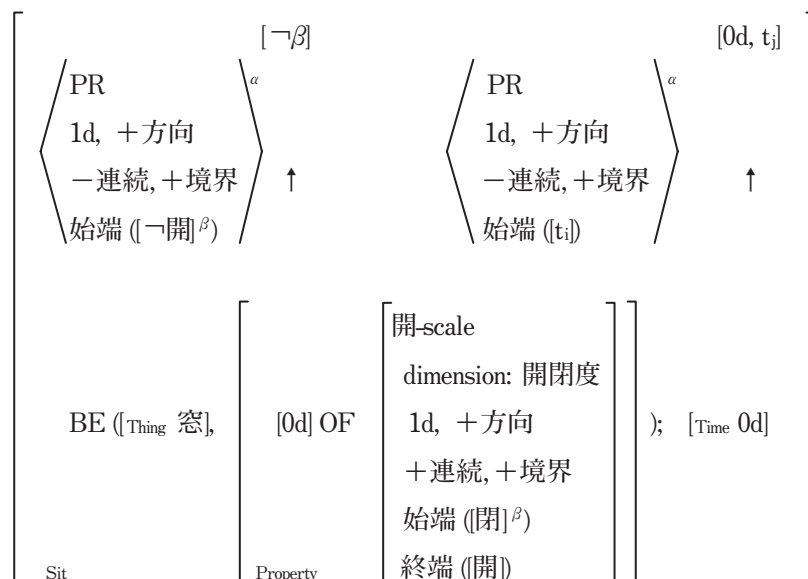 [¬β] [0d, tj]
PR α PR α
1d, +方向 1d, +方向
−連続, +境界 ↑ −連続, +境界 ↑
始端 ([¬開]β) 始端 ([ti])
開-scale
dimension: 開閉度
BE ([Thing 窓], [0d] OF 1d, +方向 ); [Time 0d]
+連続, +境界
始端 ([閉]β)
Sit Property 終端 ([開])